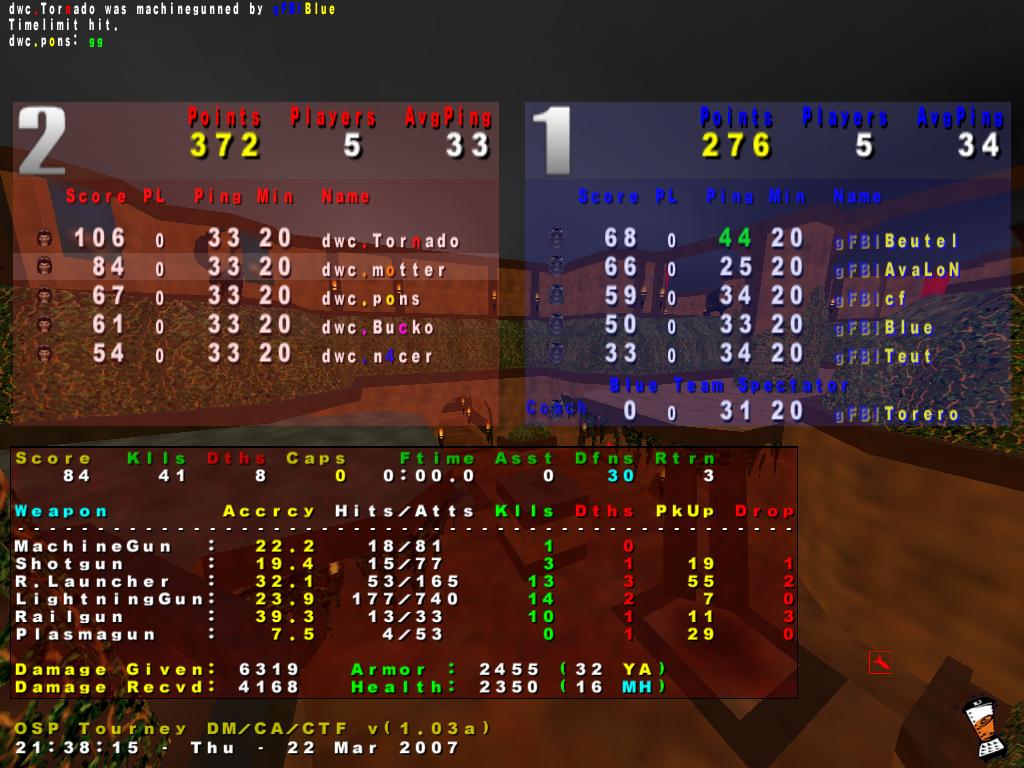 dwc.Tornado was machinegunned by gFBIBlue
Timelimit hit.
dwc.pons: gg
2 Points Players AvgPing
372 5 33
Score PL Ping Min Name
106 0 33 20 dwc.Tornado
84 0 33 20 dwc.motter
67 0 33 20 dwc.pons
61 0 33 20 dwc.Bucko
54 0 33 20 dwc.n4cer
1 Points Players AvgPing
276 5 34
Score PL Ping Min Name
68 0 44 20 gFBIBeutel
66 0 25 20 gFBIAvaLoN
59 0 34 20 gFBIcf
50 0 33 20 gFBIBlue
33 0 34 20 gFBITeut
Blue Team Spectator
Coach 0 0 31 20 gFBITorero
Score Klls Dths Caps Ftime Asst Dfns Rtrn
84 41 8 0 0:00.0 0 30 3
Weapon Accrcy Hits/Atts Klls Dths PkUp Drop
MachineGun : 22.2 18/81 1 0
Shotgun : 19.4 15/77 3 1 19 1
R.Launcher : 32.1 53/165 13 3 55 2
LightningGun: 23.9 177/740 14 2 7 0
Railgun : 39.3 13/33 10 1 11 3
Plasmagun : 7.5 4/53 0 1 29 0
Damage Given: 6319 Armor : 2455 (32 YA)
Damage Recvd: 4168 Health: 2350 (16 MH)
OSP Tourney DM/CA/CTF v(1.03a)
21:38:15 - Thu - 22 Mar 2007